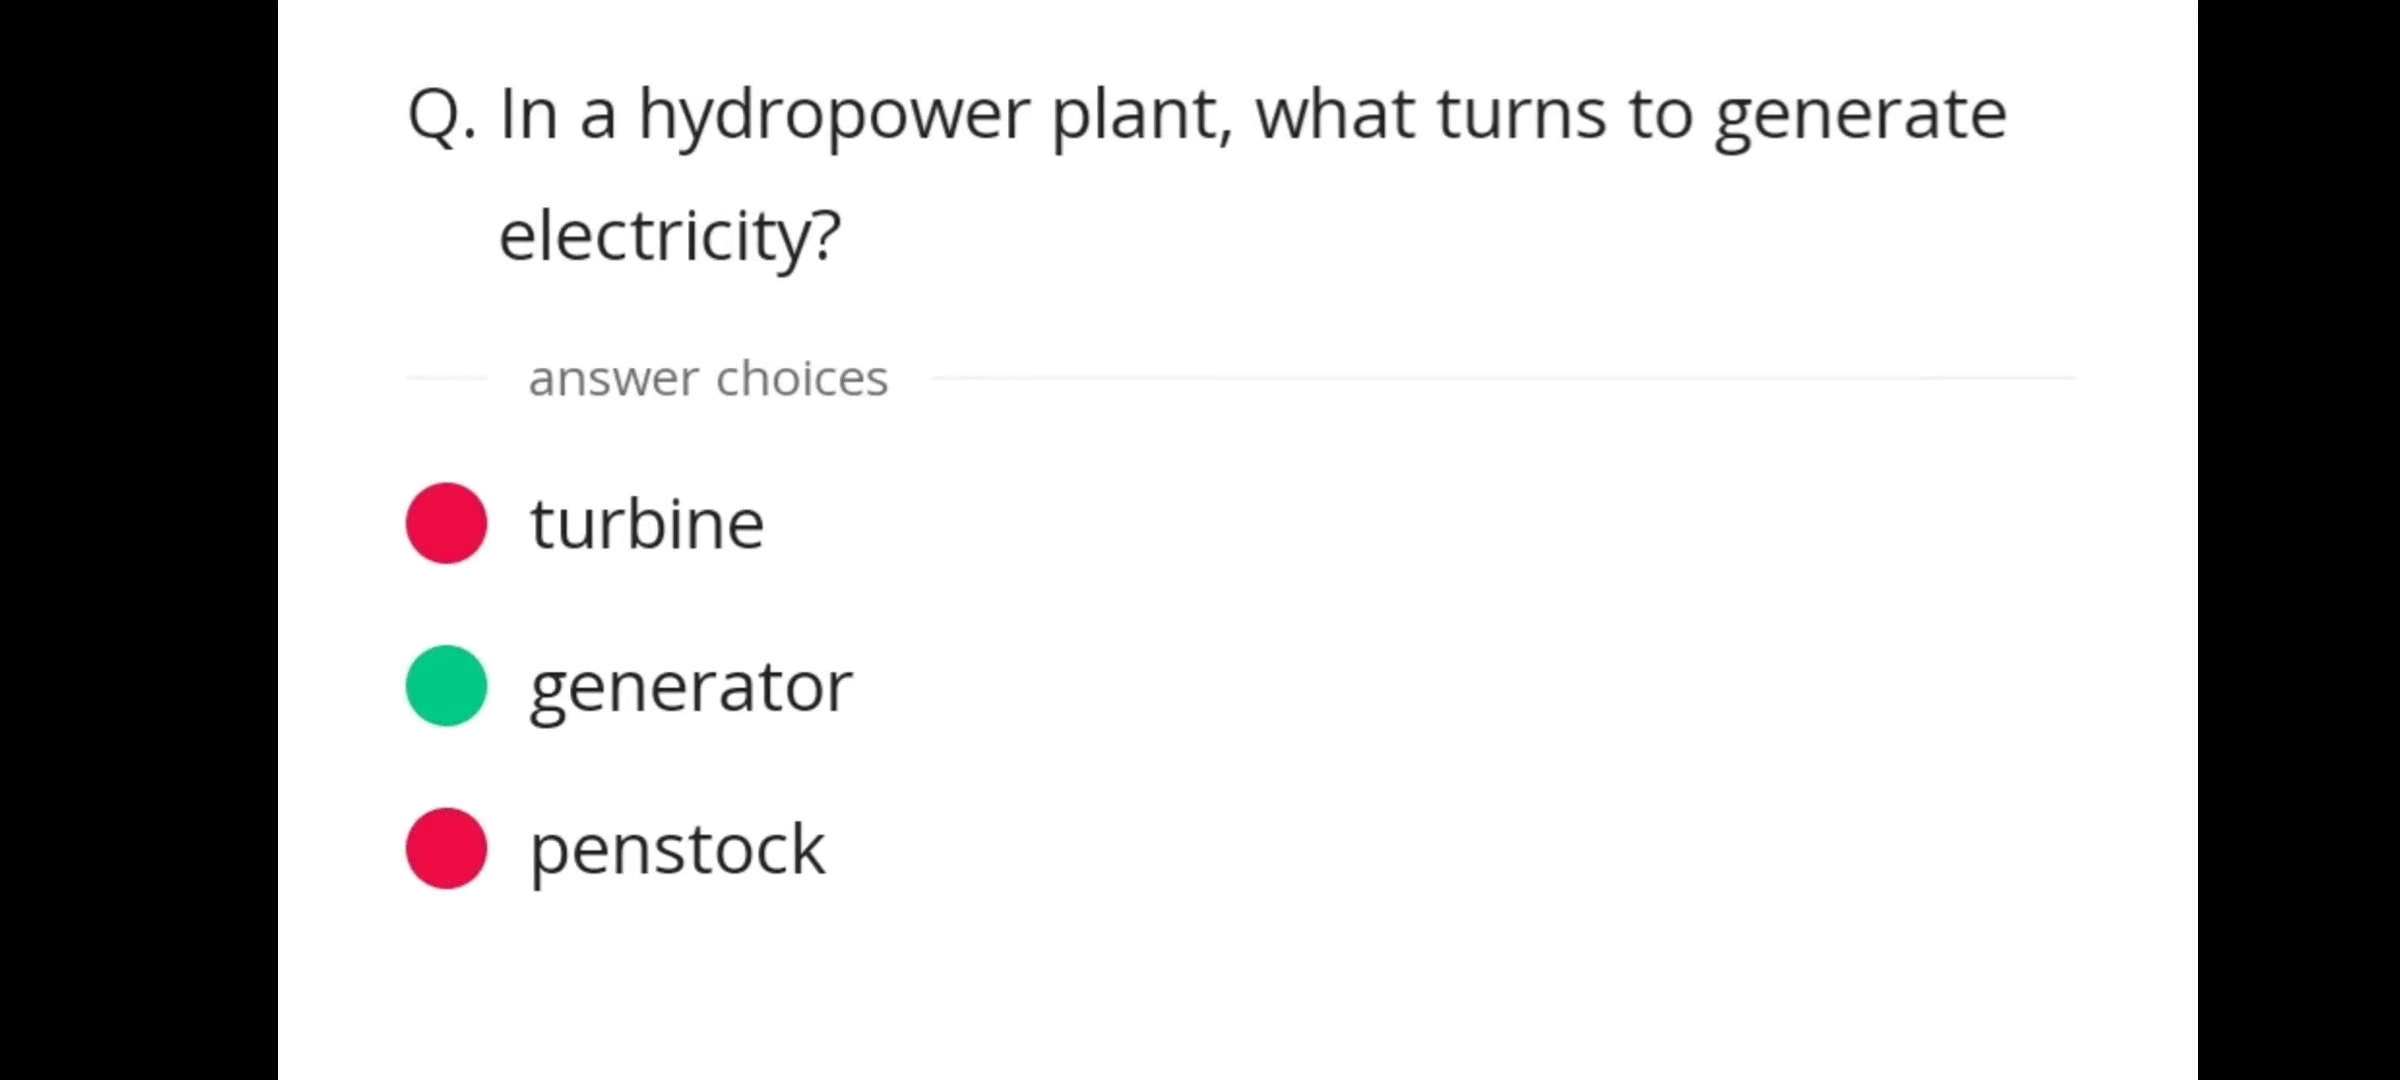 Q. In a hydropower plant, what turns to generate
electricity?
answer choices
turbine
generator
penstock